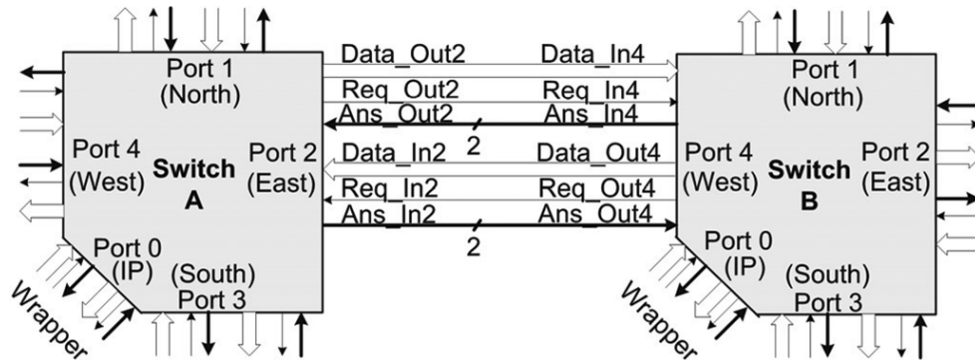 Data_Out2 Data_In4
Port 1 Port 1
(North) (North)
Req_Out2 Req_In4
Ans_Out2 Ans_In4
2
Port 4 Port 2 Data_In2 Data_Out4 Port 4 Port 2
(West) Switch (East) (West) Switch (East)
A B
Req_In2 Req_Out4
Ans_In2 Ans_Out4
2
Port 0 Port 0
(IP) (South) (IP) (South)
Port 3 Port 3
Wrapper Wrapper